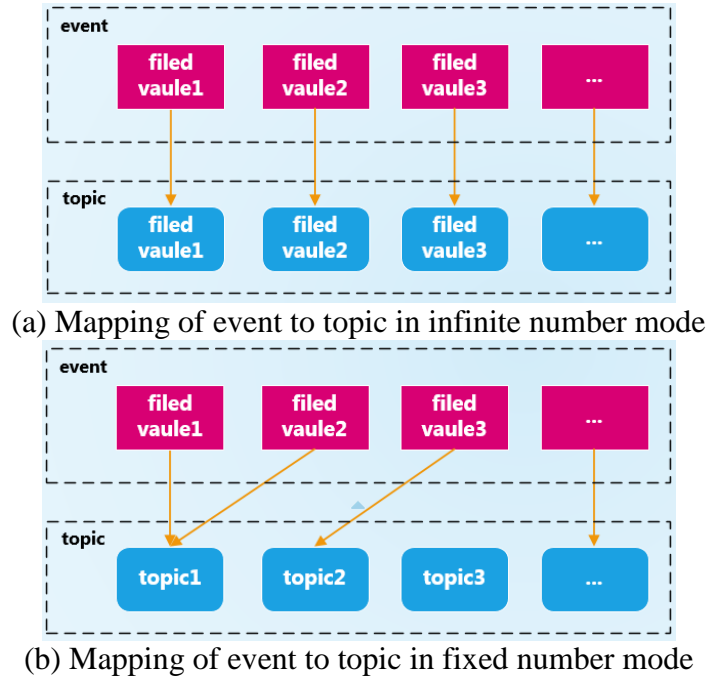 event
filed filed filed ...
vaule1 vaule2 vaule3
topic
filed filed filed ...
vaule1 vaule2 vaule3
(a) Mapping of event to topic in infinite number mode
event
filed filed filed ...
vaule1 vaule2 vaule3
topic
topic1 topic2 topic3 ...
(b) Mapping of event to topic in fixed number mode